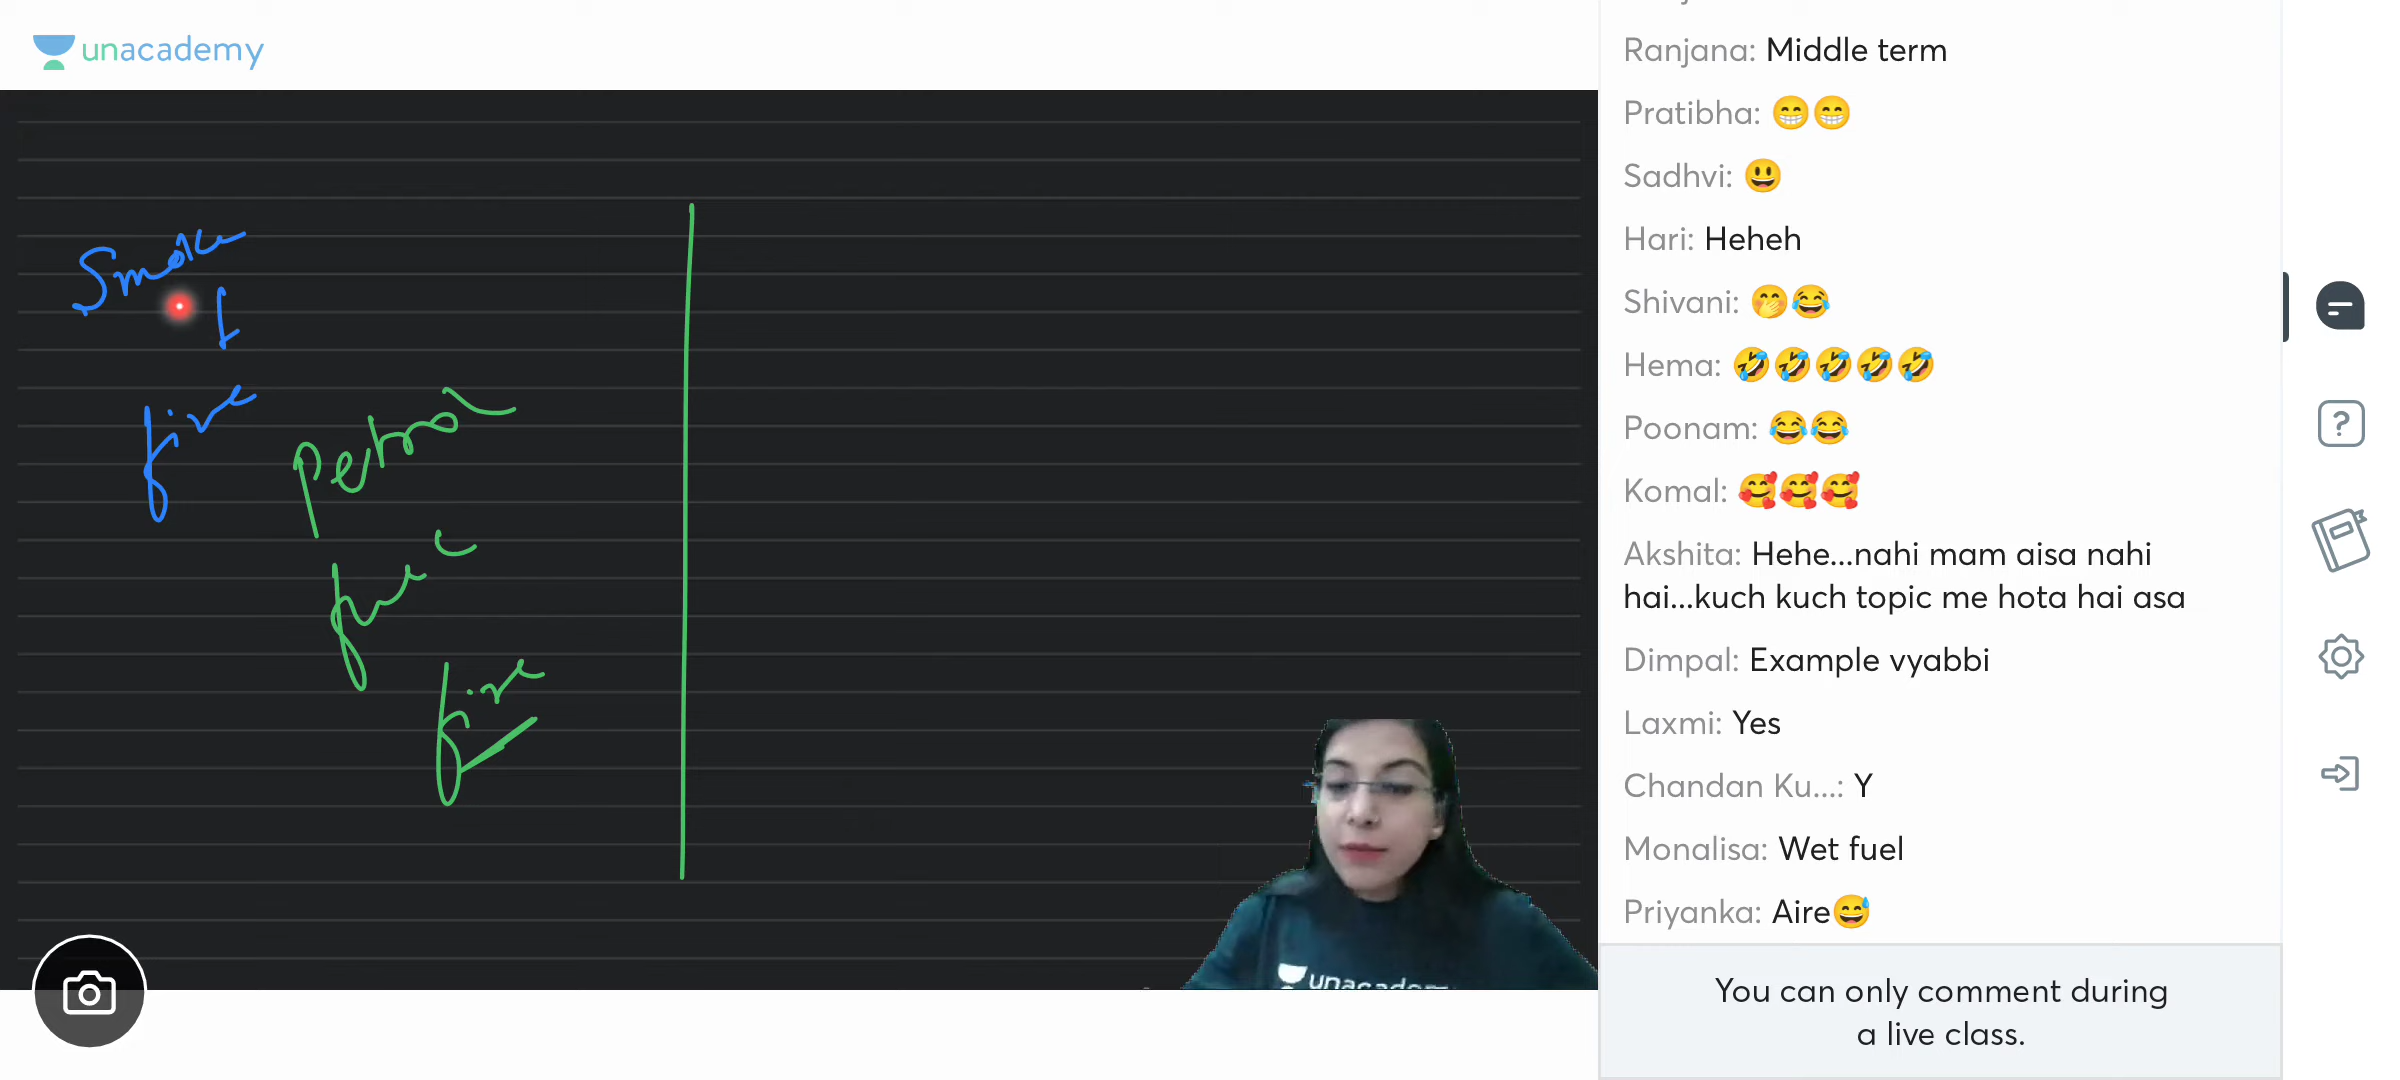 unacademy
Smoke
fire
Petrol
fuel
fire
unacademy
Ranjana: Middle term
Pratibha: 😁😁
Sadhvi: 😃
Hari: Heheh
Shivani: 🤭😂
Hema: 🤣🤣🤣🤣🤣
Poonam: 😂😂
Komal: 🥰🥰🥰
Akshita: Hehe...nahi mam aisa nahi
hai...kuch kuch topic me hota hai asa
Dimpal: Example vyabbi
Laxmi: Yes
Chandan Ku...: Y
Monalisa: Wet fuel
Priyanka: Aire😅
You can only comment during
a live class.
?